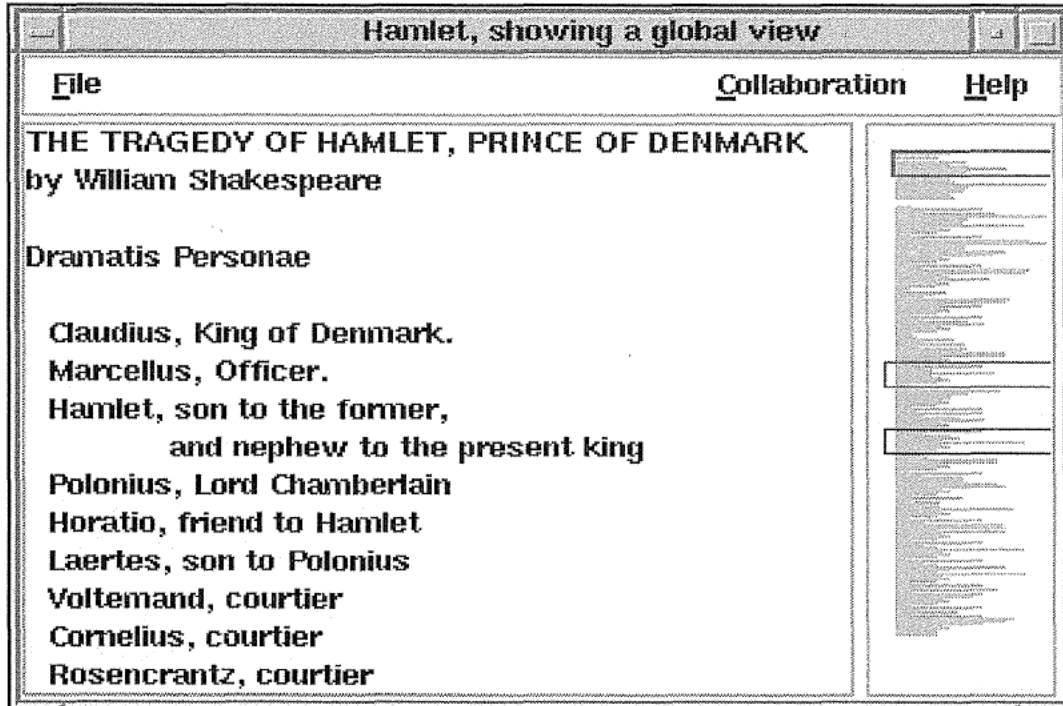 Hamlet, showing a global view
File Collaboration Help
THE TRAGEDY OF HAMLET, PRINCE OF DENMARK
by William Shakespeare
Dramatis Personae
Claudius, King of Denmark.
Marcellus, Officer.
Hamlet, son to the former,
and nephew to the present king
Polonius, Lord Chamberlain
Horatio, friend to Hamlet
Laertes, son to Polonius
Voltemand, courtier
Cornelius, courtier
Rosencrantz, courtier